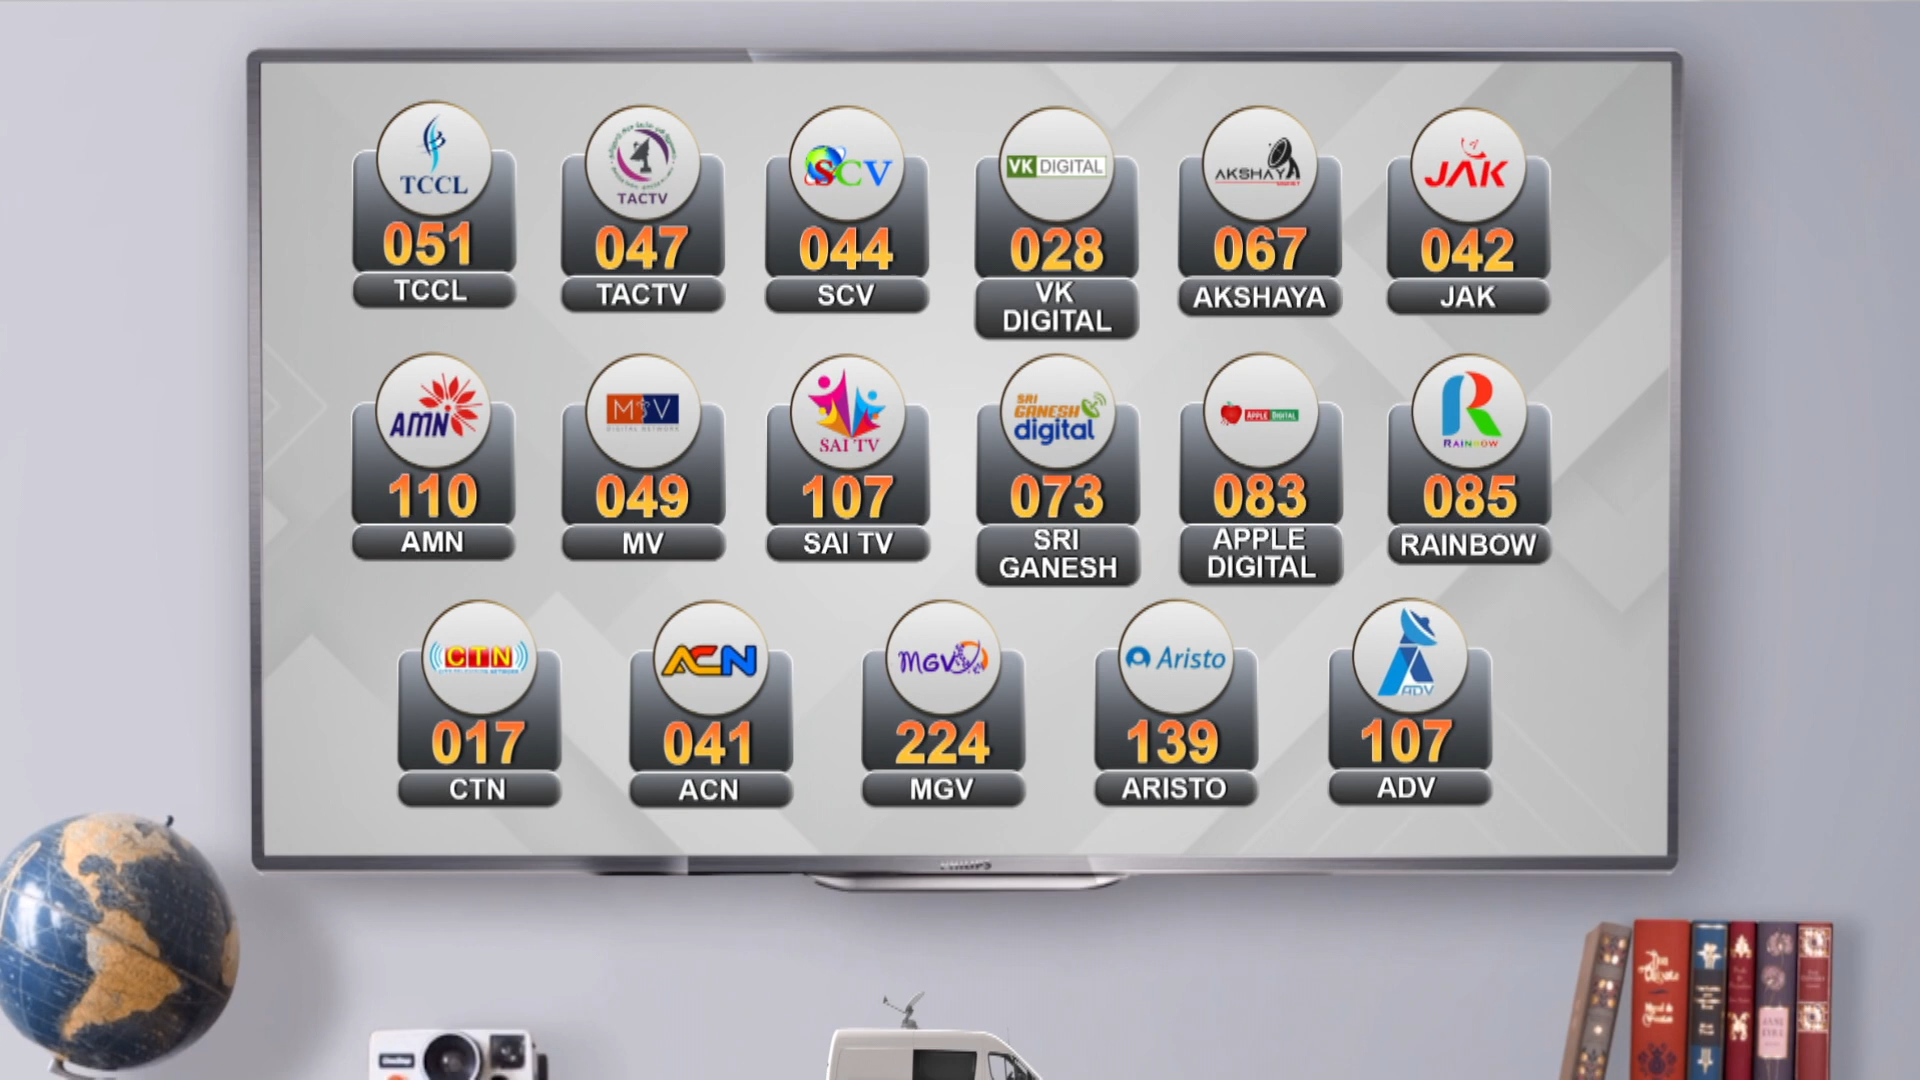 TCCL
051
TCCL
TACTV
047
TACTV
SCV
044
SCV
VK DIGITAL
028
VK
DIGITAL
AKSHAYA
067
AKSHAYA
JAK
042
JAK
AMN
110
AMN
MV
049
MV
SAI TV
107
SAI TV
SRI
GANESH
digital
073
SRI
GANESH
APPLE DIGITAL
083
APPLE
DIGITAL
RAINBOW
085
RAINBOW
CTN
017
CTN
ACN
041
ACN
MGV
224
MGV
Aristo
139
ARISTO
ADV
107
ADV
PHILIPS